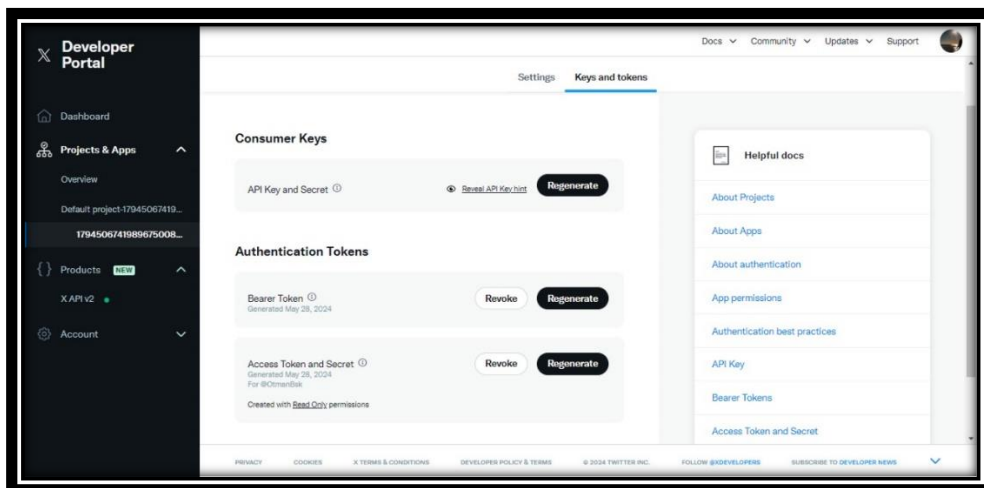 Developer
Portal
Docs
Community
Updates
Support
Settings
Keys and tokens
Dashboard
Projects & Apps
Overview
Default project-17945067419...
1794506741989675008...
Products NEW
X API v2
Account
Consumer Keys
API Key and Secret
Reveal API Key hint
Regenerate
Authentication Tokens
Bearer Token
Generated May 28, 2024
Revoke
Regenerate
Access Token and Secret
Generated May 28, 2024
For @OtmanBsk
Created with Read Only permissions
Revoke
Regenerate
Helpful docs
About Projects
About Apps
About authentication
App permissions
Authentication best practices
API Key
Bearer Tokens
Access Token and Secret
PRIVACY
COOKIES
X TERMS & CONDITIONS
DEVELOPER POLICY & TERMS
© 2024 TWITTER INC.
FOLLOW @XDEVELOPERS
SUBSCRIBE TO DEVELOPER NEWS